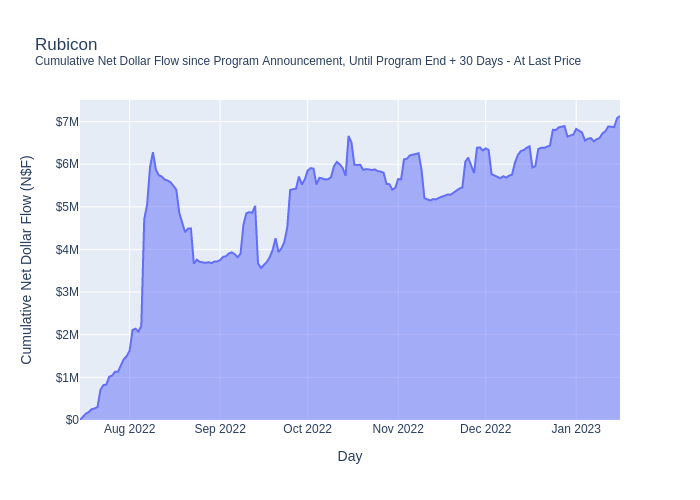 Rubicon
Cumulative Net Dollar Flow since Program Announcement, Until Program End + 30 Days - At Last Price
Cumulative Net Dollar Flow (N$F)
$7M
$6M
$5M
$4M
$3M
$2M
$1M
$0
Aug 2022 Sep 2022 Oct 2022 Nov 2022 Dec 2022 Jan 2023
Day